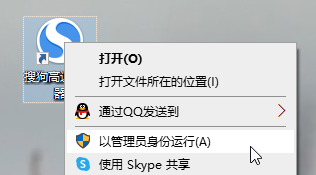 搜狗高速
器
打开(O)
打开文件所在的位置(I)
通过QQ发送到
以管理员身份运行(A)
使用 Skype 共享